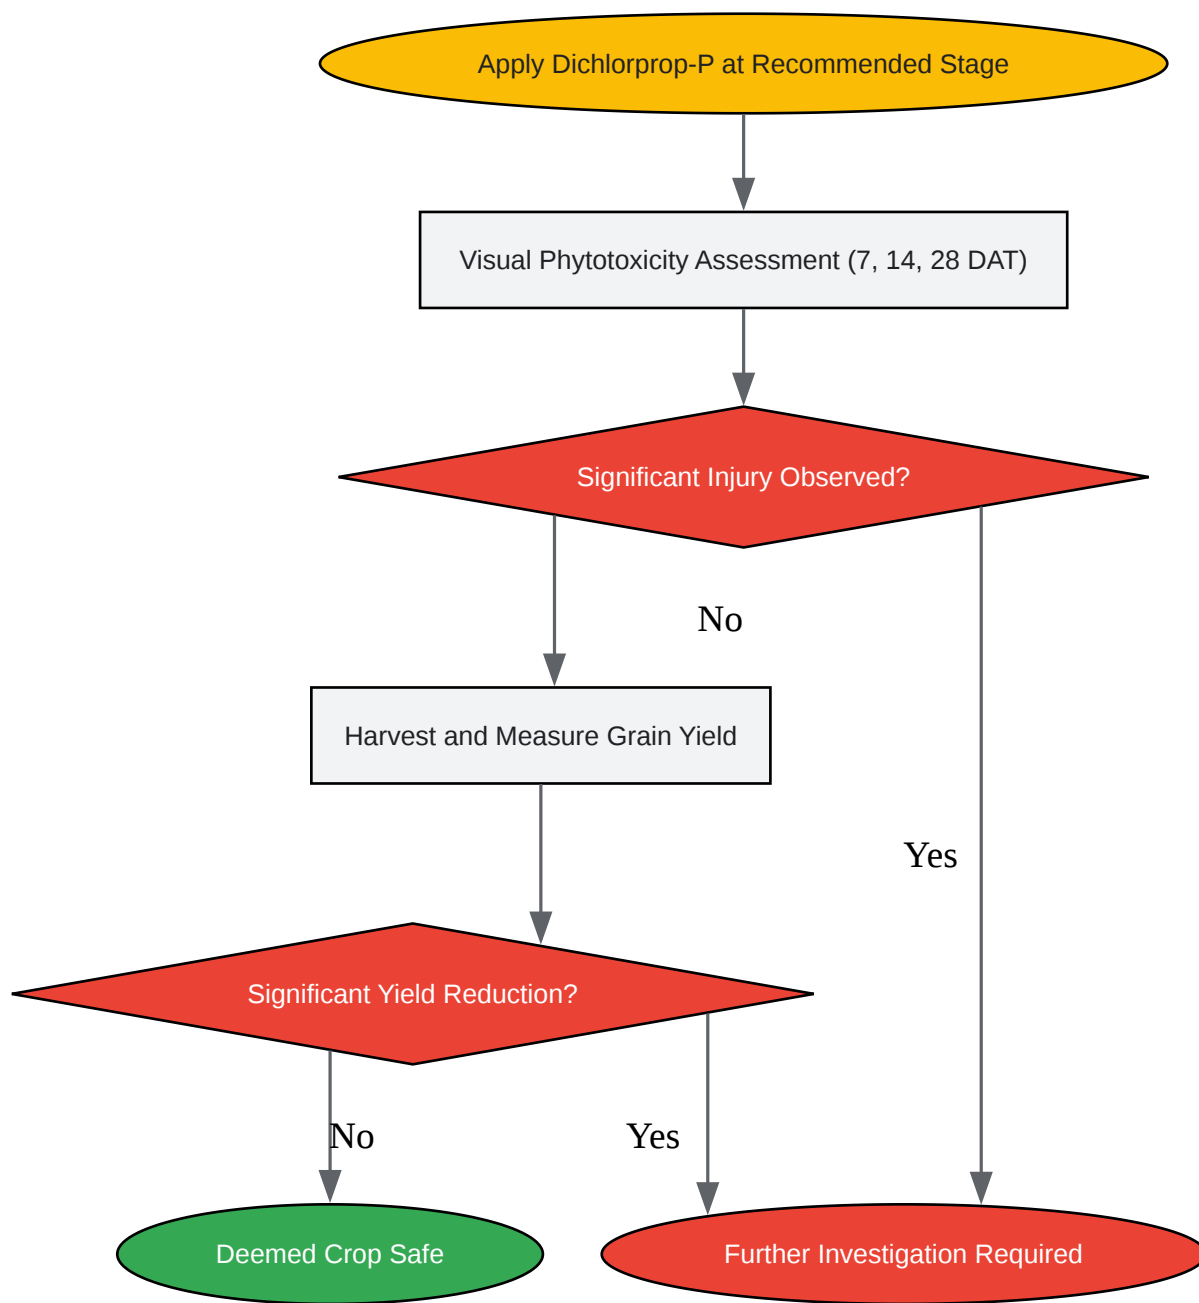 Apply Dichlorprop-P at Recommended Stage
Visual Phytotoxicity Assessment (7, 14, 28 DAT)
Significant Injury Observed?
No
Harvest and Measure Grain Yield
Yes
Significant Yield Reduction?
No
Yes
Deemed Crop Safe
Further Investigation Required